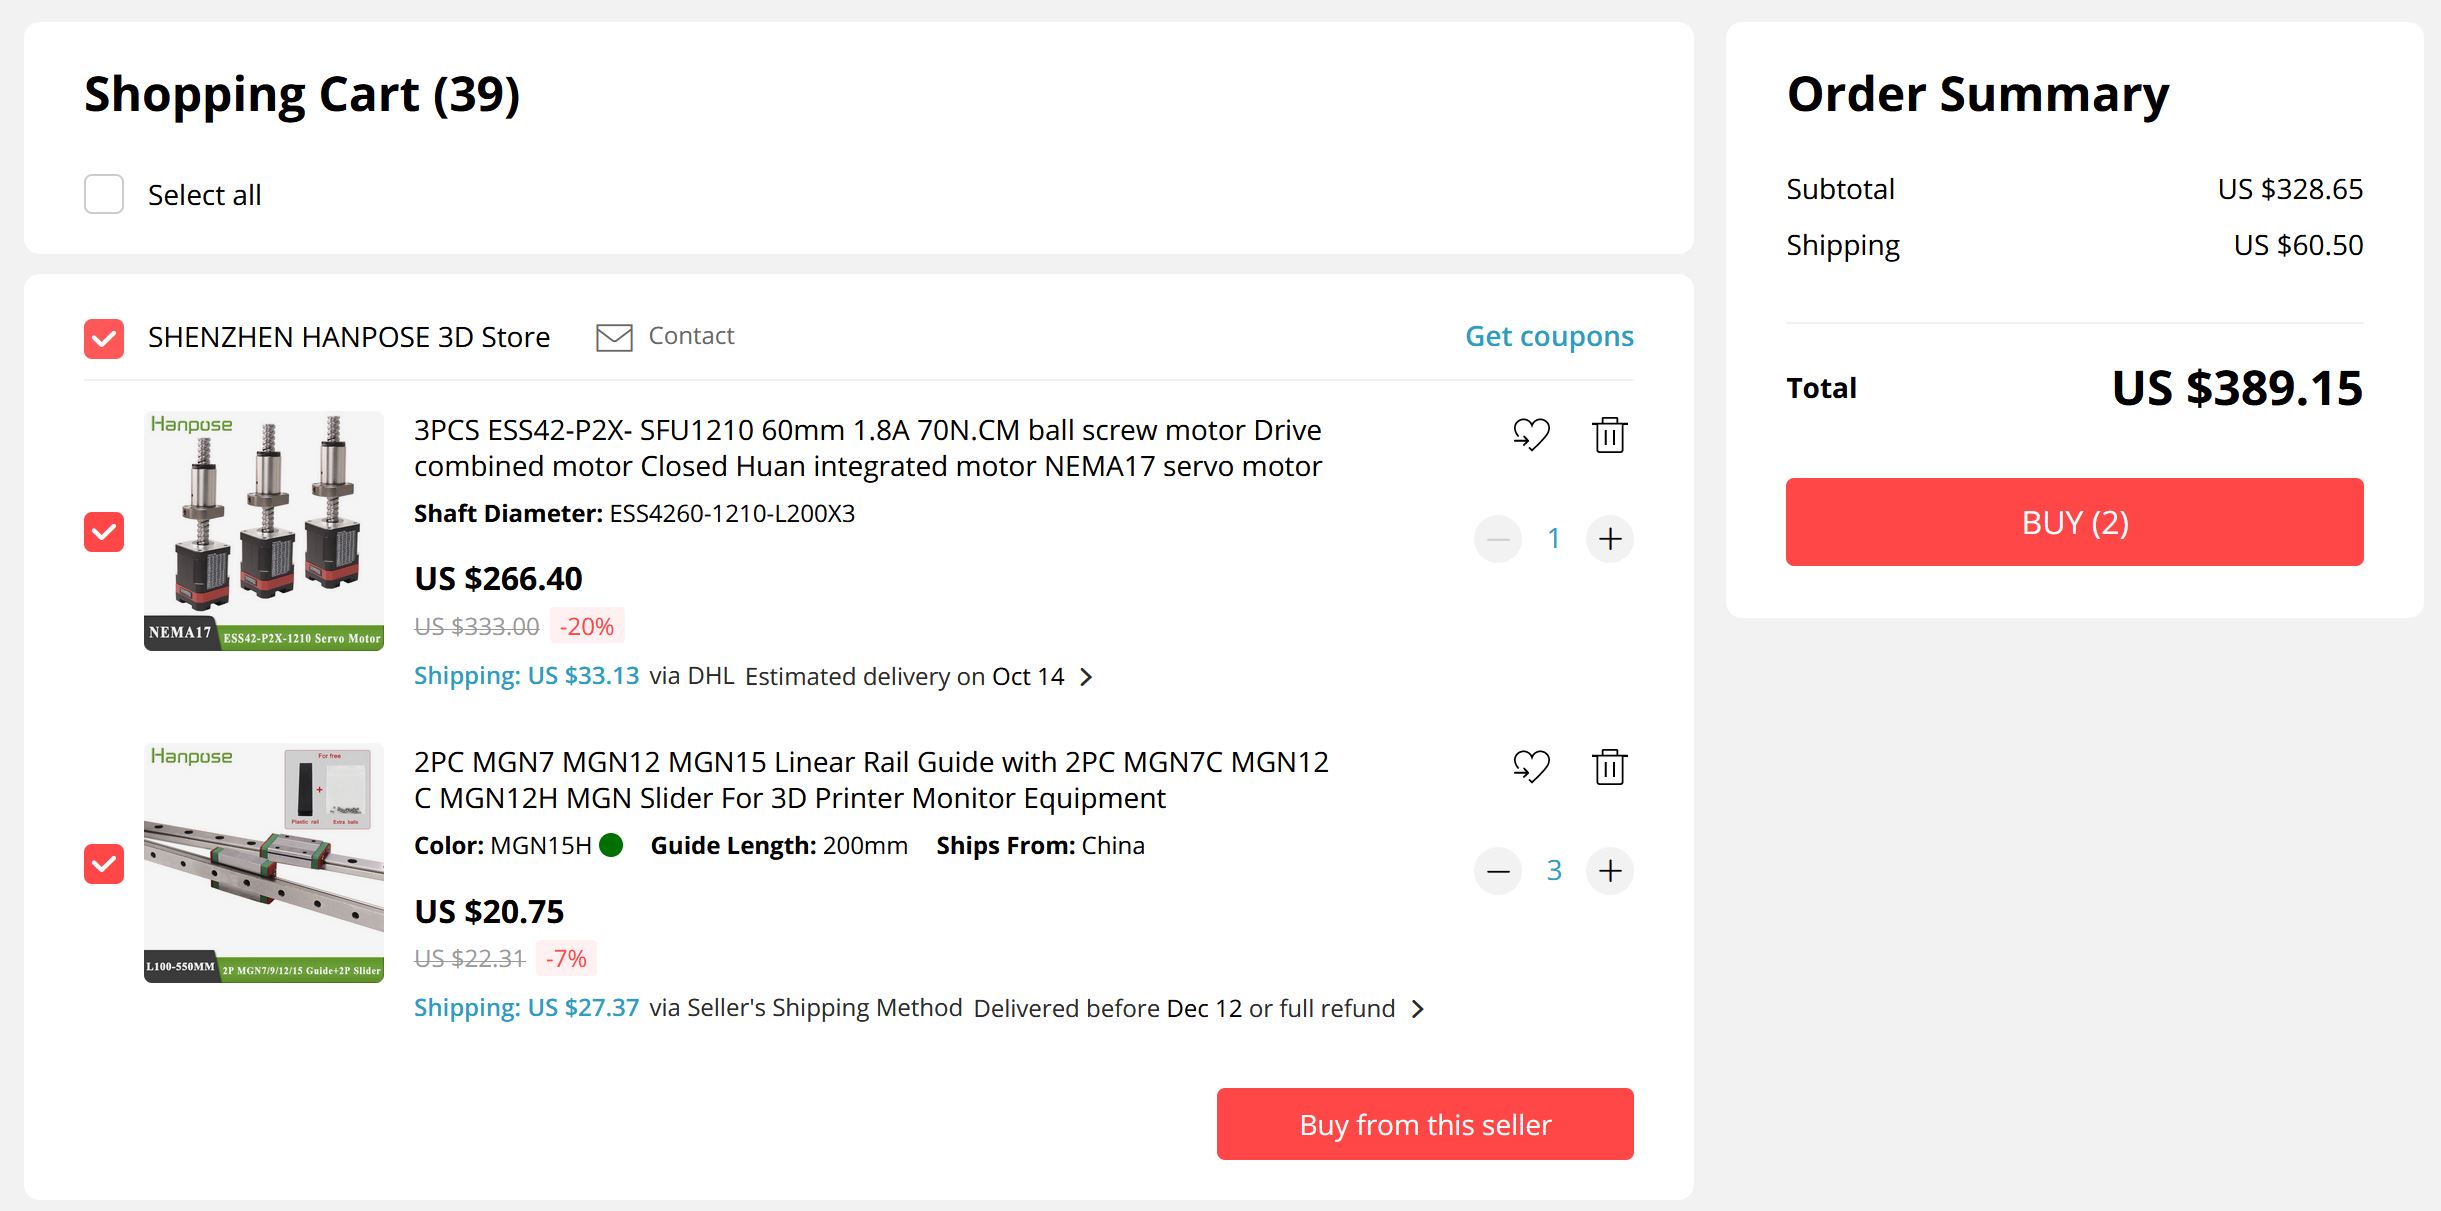 Shopping Cart (39)
Select all
SHENZHEN HANPOSE 3D Store
Contact
Get coupons
Hanpose
NEMA17
ESS42-P2X-1210 Servo Motor
3PCS ESS42-P2X- SFU1210 60mm 1.8A 70N.CM ball screw motor Drive
combined motor Closed Huan integrated motor NEMA17 servo motor
Shaft Diameter: ESS4260-1210-L200X3
1
US $266.40
US $333.00 -20%
Shipping: US $33.13 via DHL Estimated delivery on Oct 14
Hanpose
For free
Plastic rail
Extra balls
L100-550MM
2P MGN7/9/12/15 Guide+2P Slider
2PC MGN7 MGN12 MGN15 Linear Rail Guide with 2PC MGN7C MGN12
C MGN12H MGN Slider For 3D Printer Monitor Equipment
Color: MGN15H Guide Length: 200mm Ships From: China
3
US $20.75
US $22.31 -7%
Shipping: US $27.37 via Seller's Shipping Method Delivered before Dec 12 or full refund
Buy from this seller
Order Summary
Subtotal US $328.65
Shipping US $60.50
Total US $389.15
BUY (2)